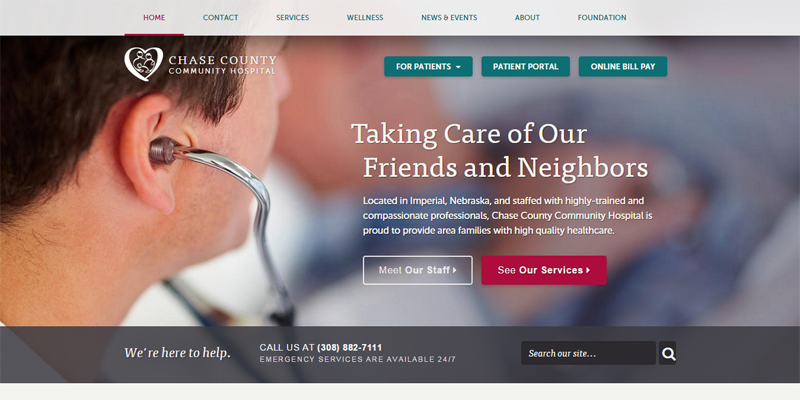 HOME CONTACT SERVICES WELLNESS NEWS & EVENTS ABOUT FOUNDATION
CHASE COUNTY
COMMUNITY HOSPITAL
FOR PATIENTS PATIENT PORTAL ONLINE BILL PAY
Taking Care of Our
Friends and Neighbors
Located in Imperial, Nebraska, and staffed with highly-trained and
compassionate professionals, Chase County Community Hospital is
proud to provide area families with high quality healthcare.
Meet Our Staff See Our Services
We're here to help.
CALL US AT (308) 882-7111
EMERGENCY SERVICES ARE AVAILABLE 24/7
Search our site...